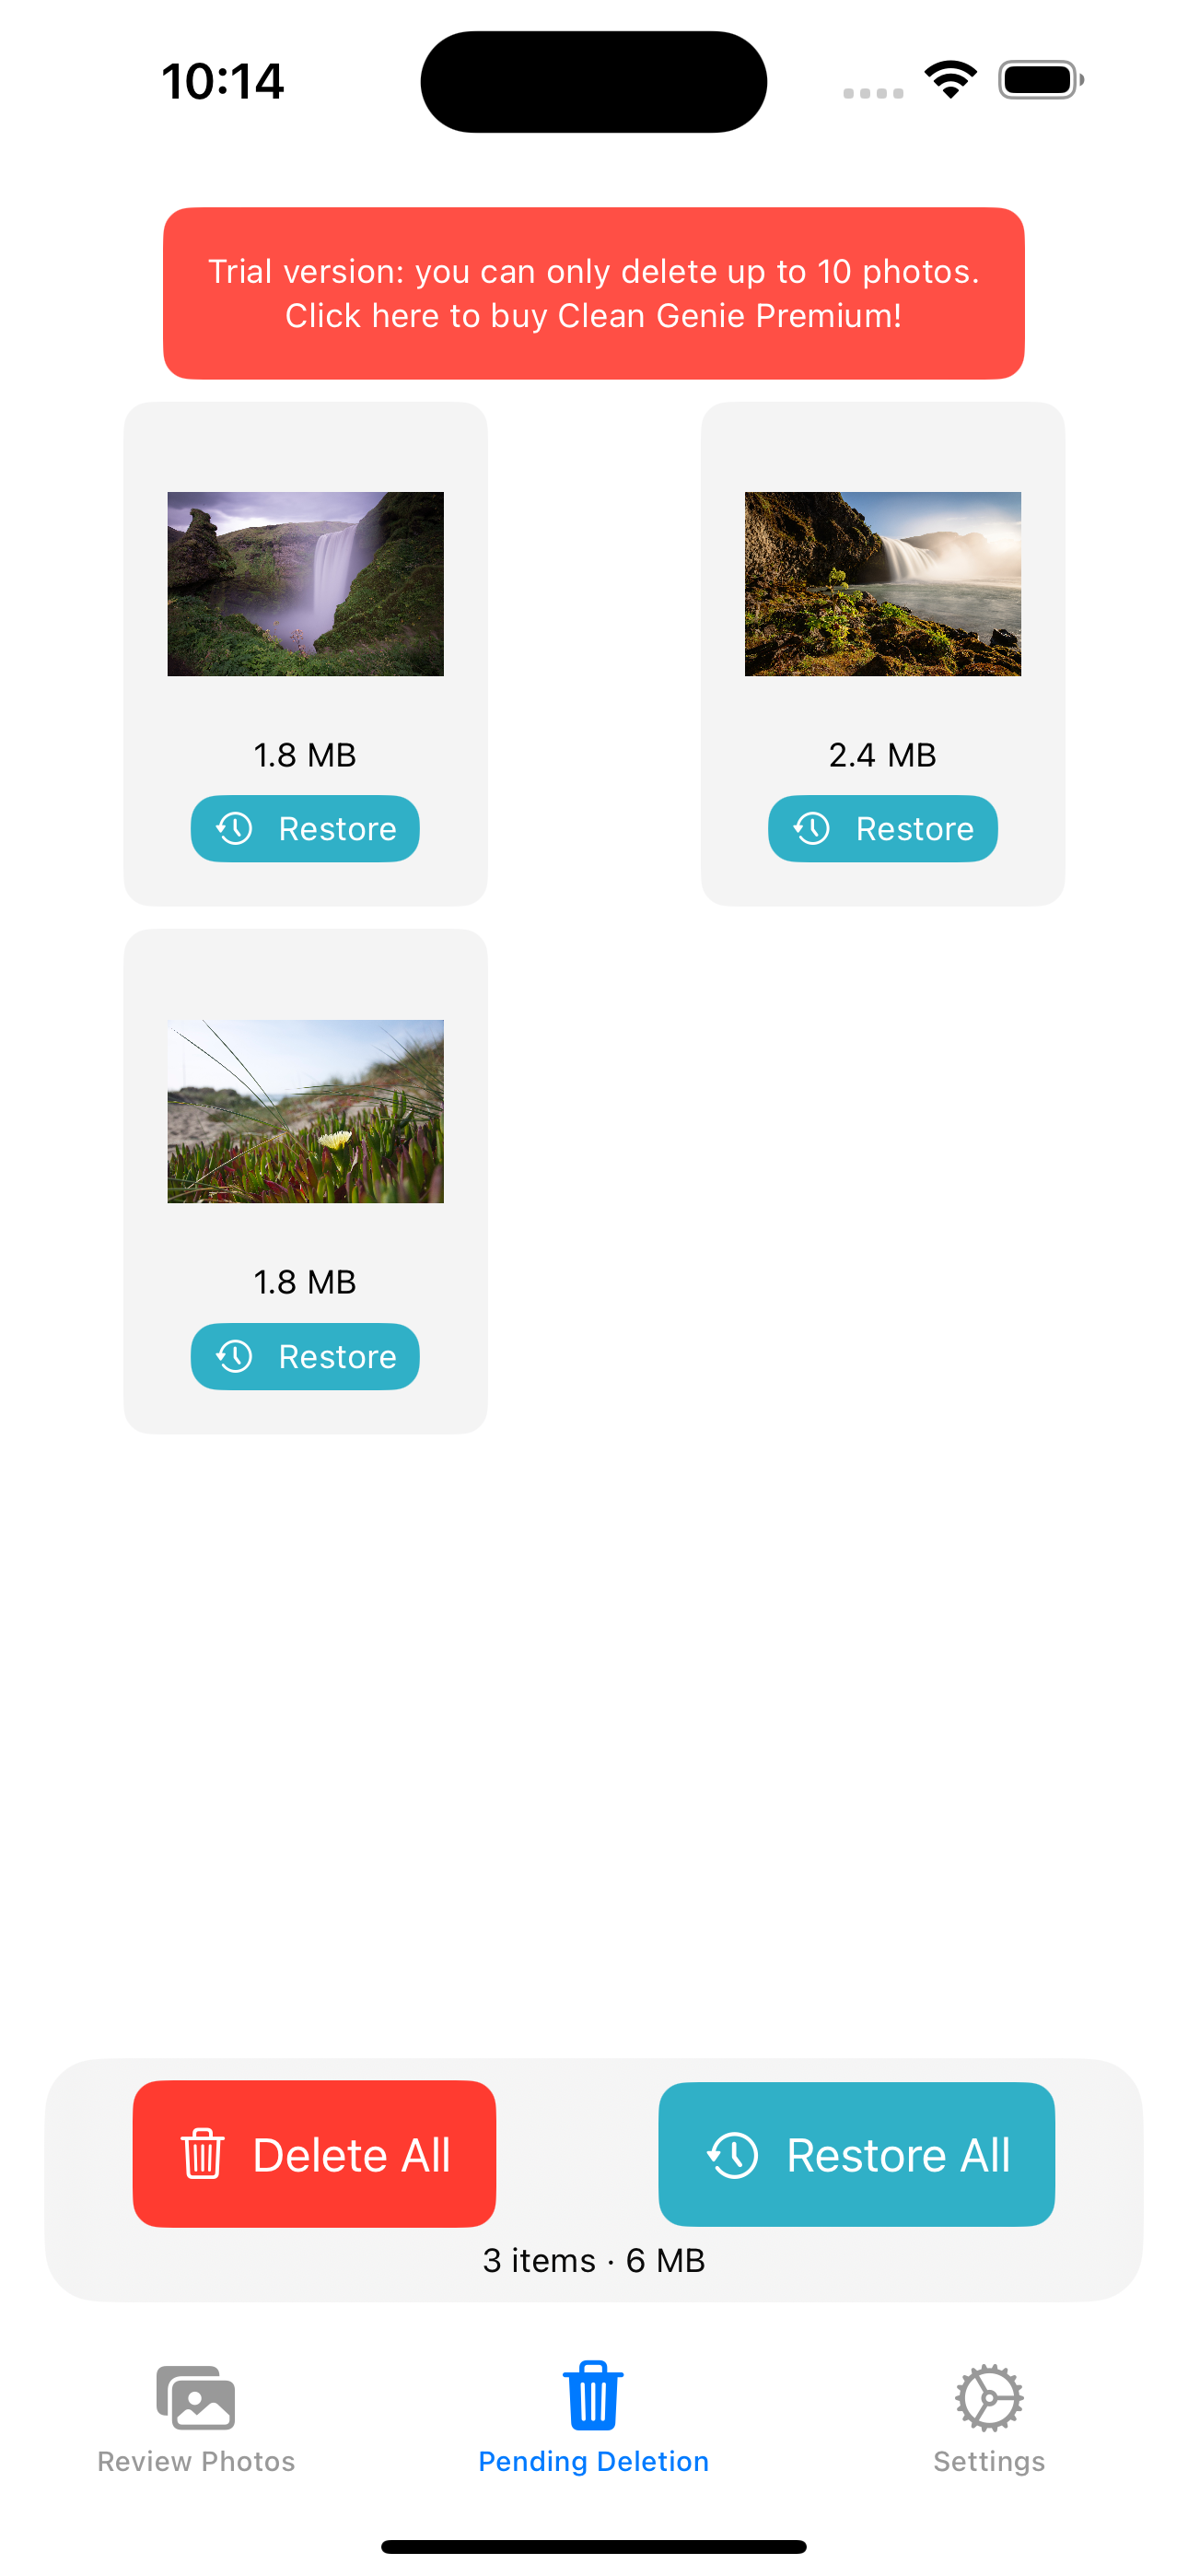 10:14
Trial version: you can only delete up to 10 photos.
Click here to buy Clean Genie Premium!
1.8 MB
2.4 MB
Restore
Restore
1.8 MB
Restore
Delete All
Restore All
3 items · 6 MB
Review Photos
Pending Deletion
Settings